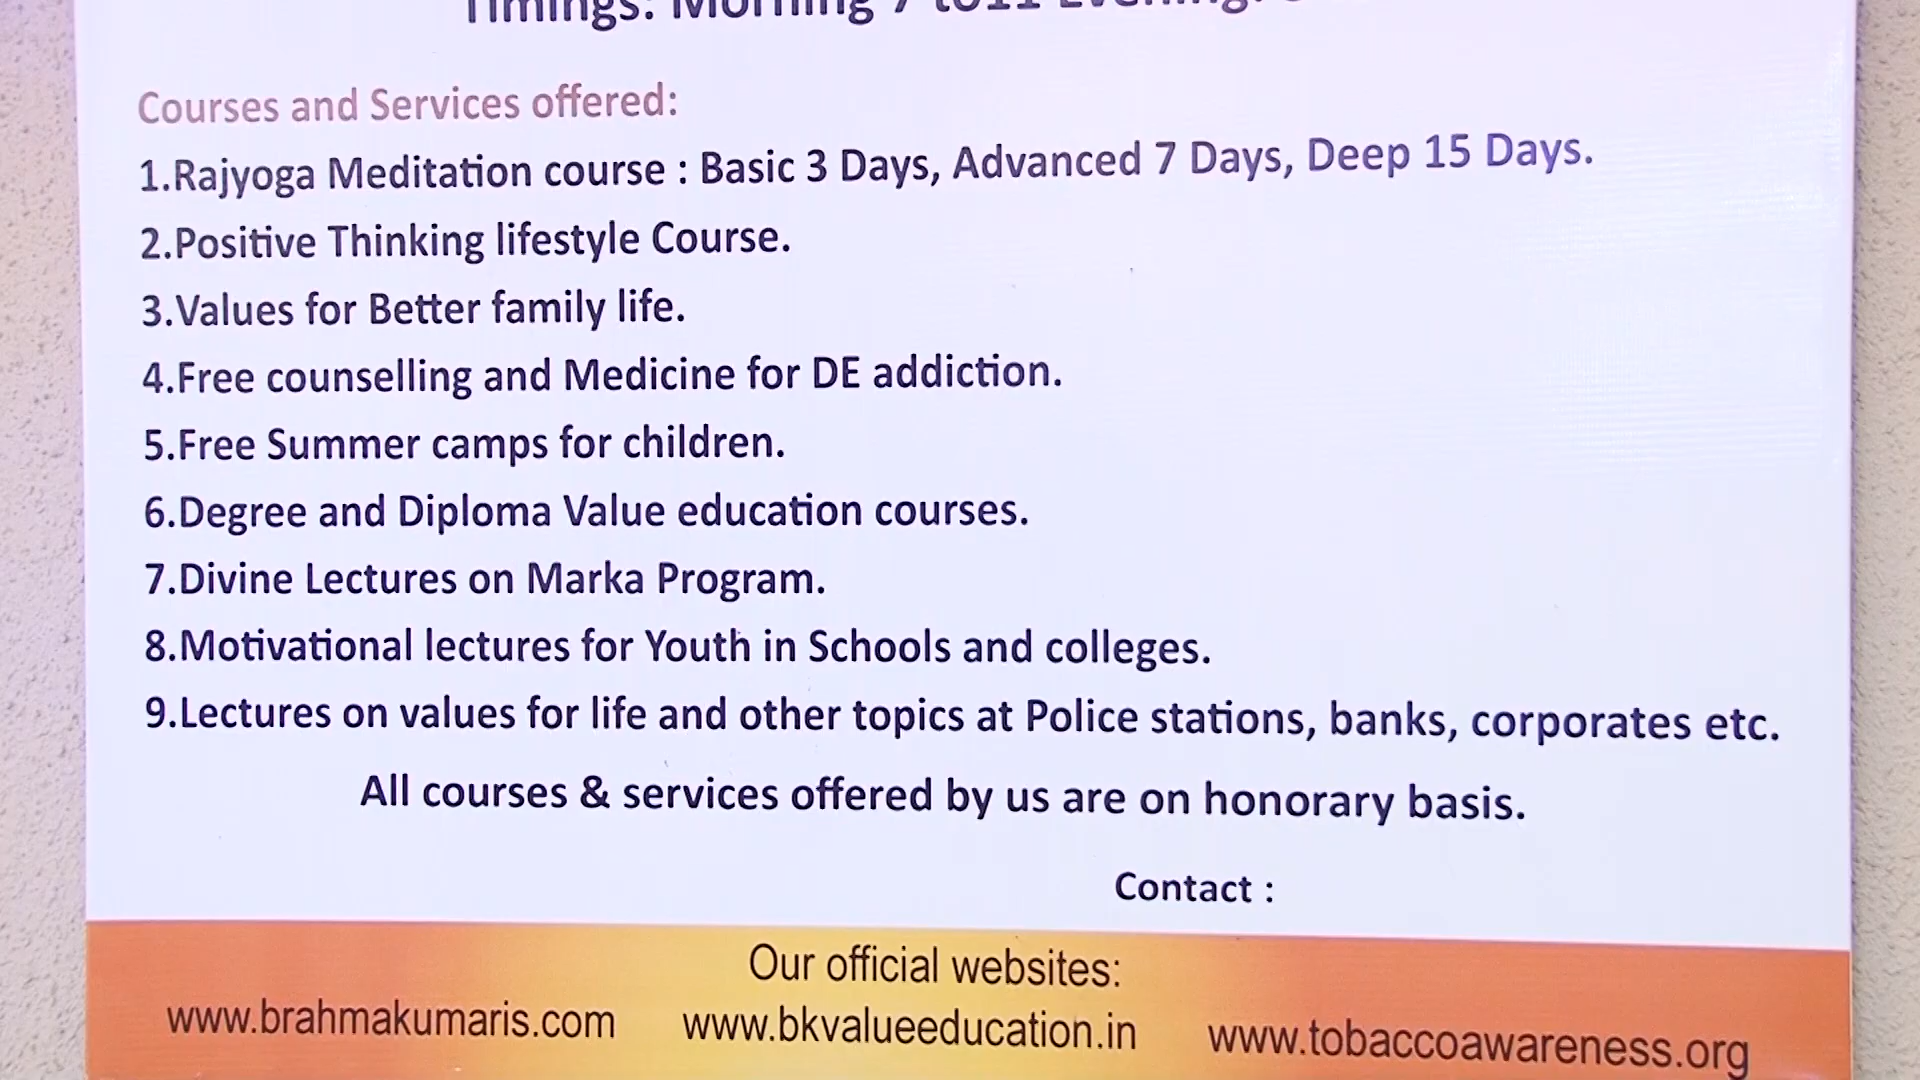 Timings: Morning 7 to11 Evening:
Courses and Services offered:
1.Rajyoga Meditation course : Basic 3 Days, Advanced 7 Days, Deep 15 Days.
2.Positive Thinking lifestyle Course.
3.Values for Better family life.
4.Free counselling and Medicine for DE addiction.
5.Free Summer camps for children.
6.Degree and Diploma Value education courses.
7.Divine Lectures on Marka Program.
8.Motivational lectures for Youth in Schools and colleges.
9.Lectures on values for life and other topics at Police stations, banks, corporates etc.
All courses & services offered by us are on honorary basis.
Contact :
Our official websites:
www.brahmakumaris.com www.bkvalueeducation.in www.tobaccoawareness.org